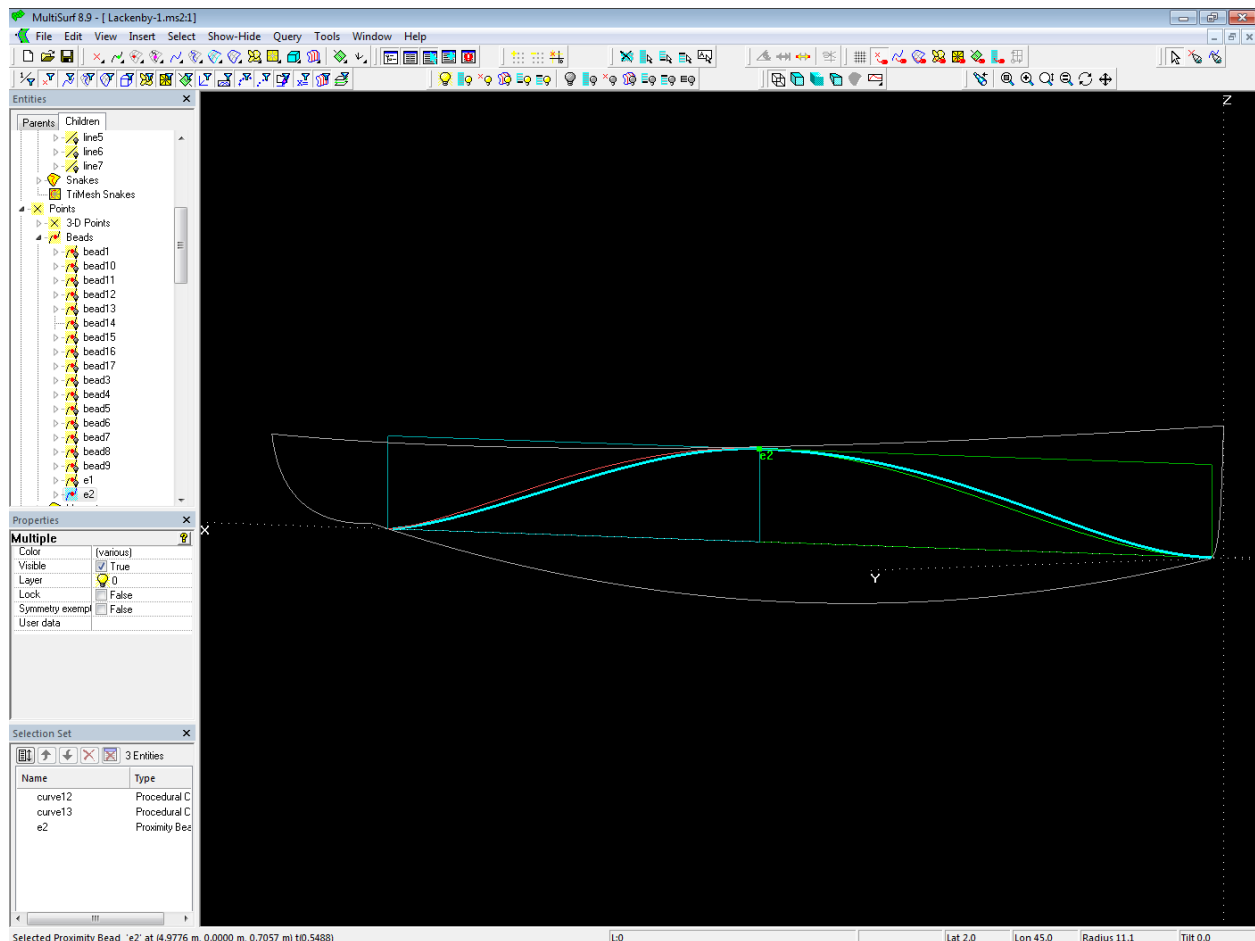 MultiSurf 8.9 - [ Lackenby-1.ms2:1]
File Edit View Insert Select Show-Hide Query Tools Window Help
Entities
Parents Children
line5
line6
line7
Snakes
TriMesh Snakes
Points
3-D Points
Beads
bead1
bead10
bead11
bead12
bead13
bead14
bead15
bead16
bead17
bead3
bead4
bead5
bead6
bead7
bead8
bead9
e1
e2
Properties
Multiple
Color (various)
Visible True
Layer 0
Lock False
Symmetry exempt False
User data
Selection Set
3 Entities
Name Type
curve12 Procedural C
curve13 Procedural C
e2 Proximity Bea
Z
e2
X
Y
Selected Proximity Bead 'e2' at (4.9776 m, 0.0000 m, 0.7057 m) t(0.5488) L:0 Lat 2.0 Lon 45.0 Radius 11.1 Tilt 0.0